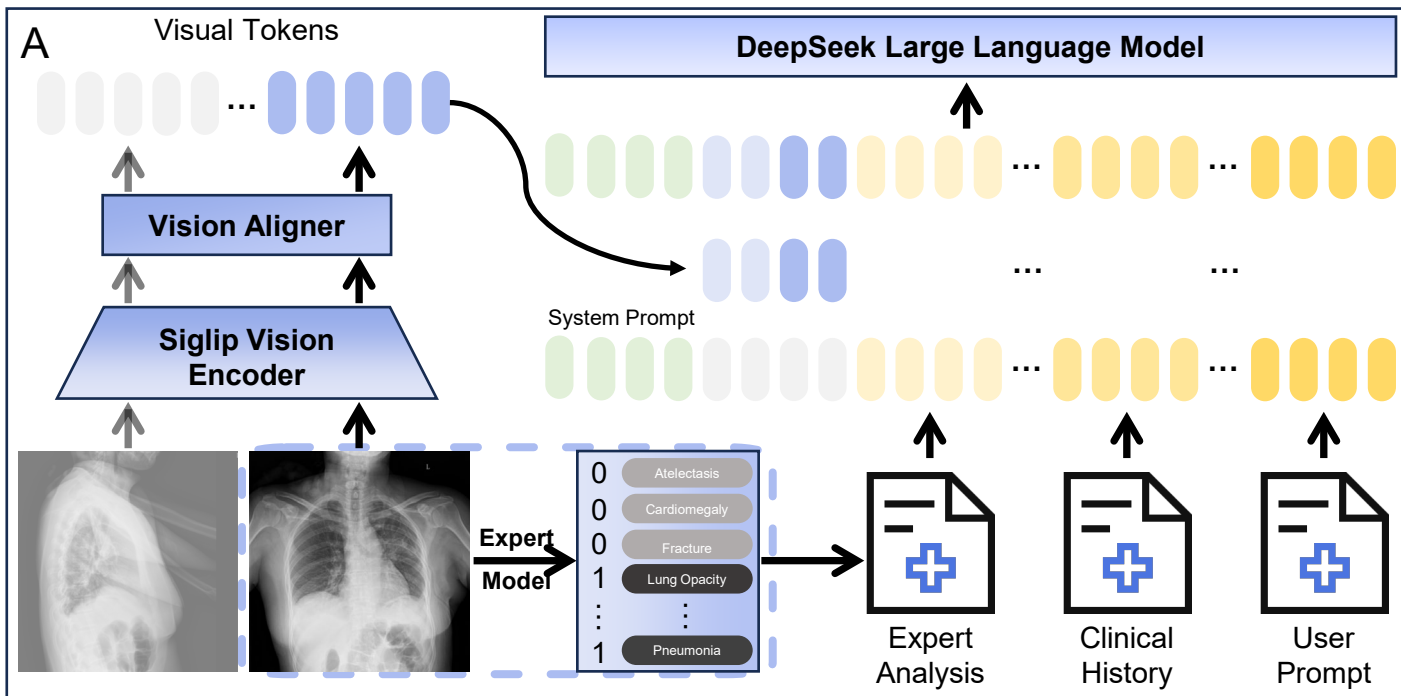 A
Visual Tokens
...
Vision Aligner
Siglip Vision
Encoder
DeepSeek Large Language Model
... ...
... ...
System Prompt
... ...
L
Expert
Model
0 Atelectasis
0 Cardiomegaly
0 Fracture
1 Lung Opacity
⋮ ⋮
1 Pneumonia
Expert
Analysis
Clinical
History
User
Prompt